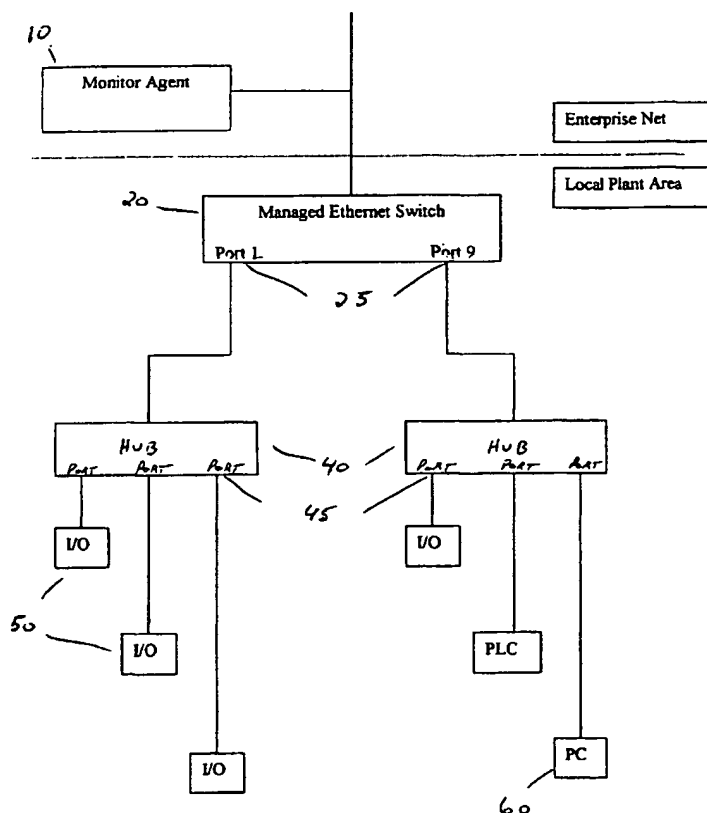 10
Monitor Agent
Enterprise Net
Local Plant Area
20
Managed Ethernet Switch
Port 1 Port 9
25
HUB HUB
40
PORT PORT PORT PORT PORT PORT
45
I/O I/O
50
I/O PLC
I/O PC
60